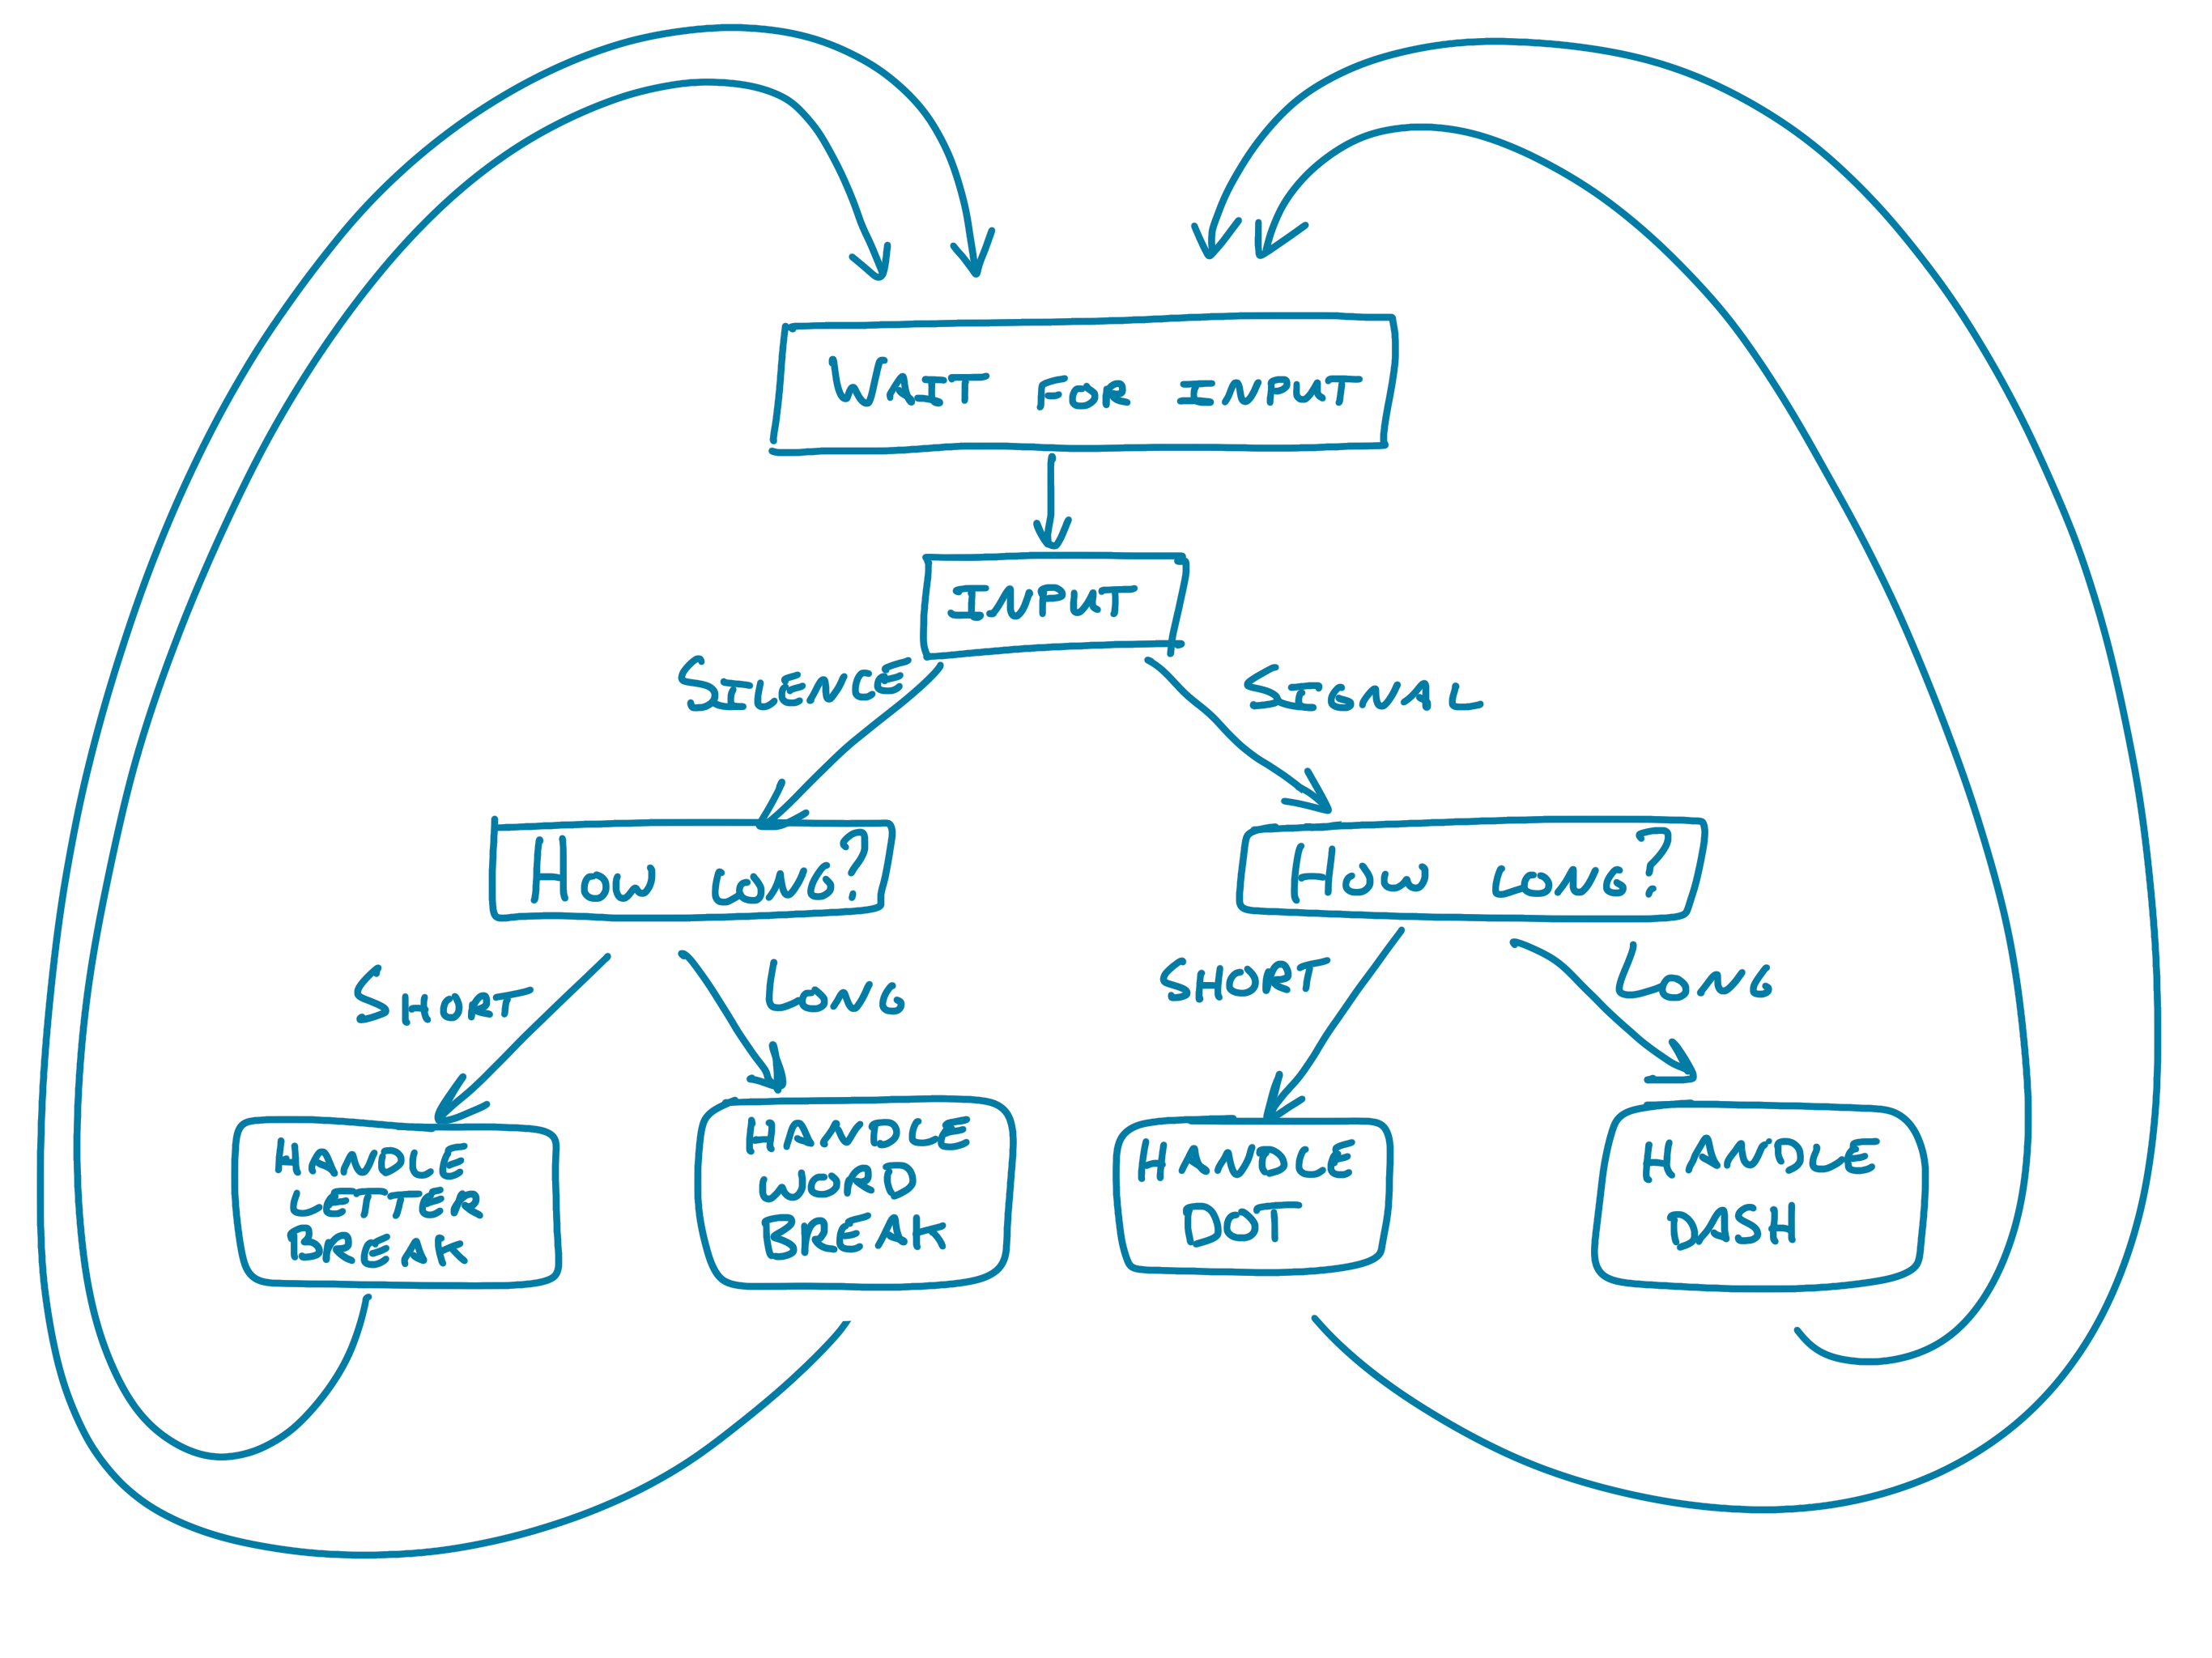 WAIT FOR INPUT
INPUT
SILENCE
SIGNAL
HOW LONG?
HOW LONG?
SHORT
LONG
SHORT
LONG
HANDLE
LETTER
BREAK
HANDLE
WORD
BREAK
HANDLE
DOT
HANDLE
DASH